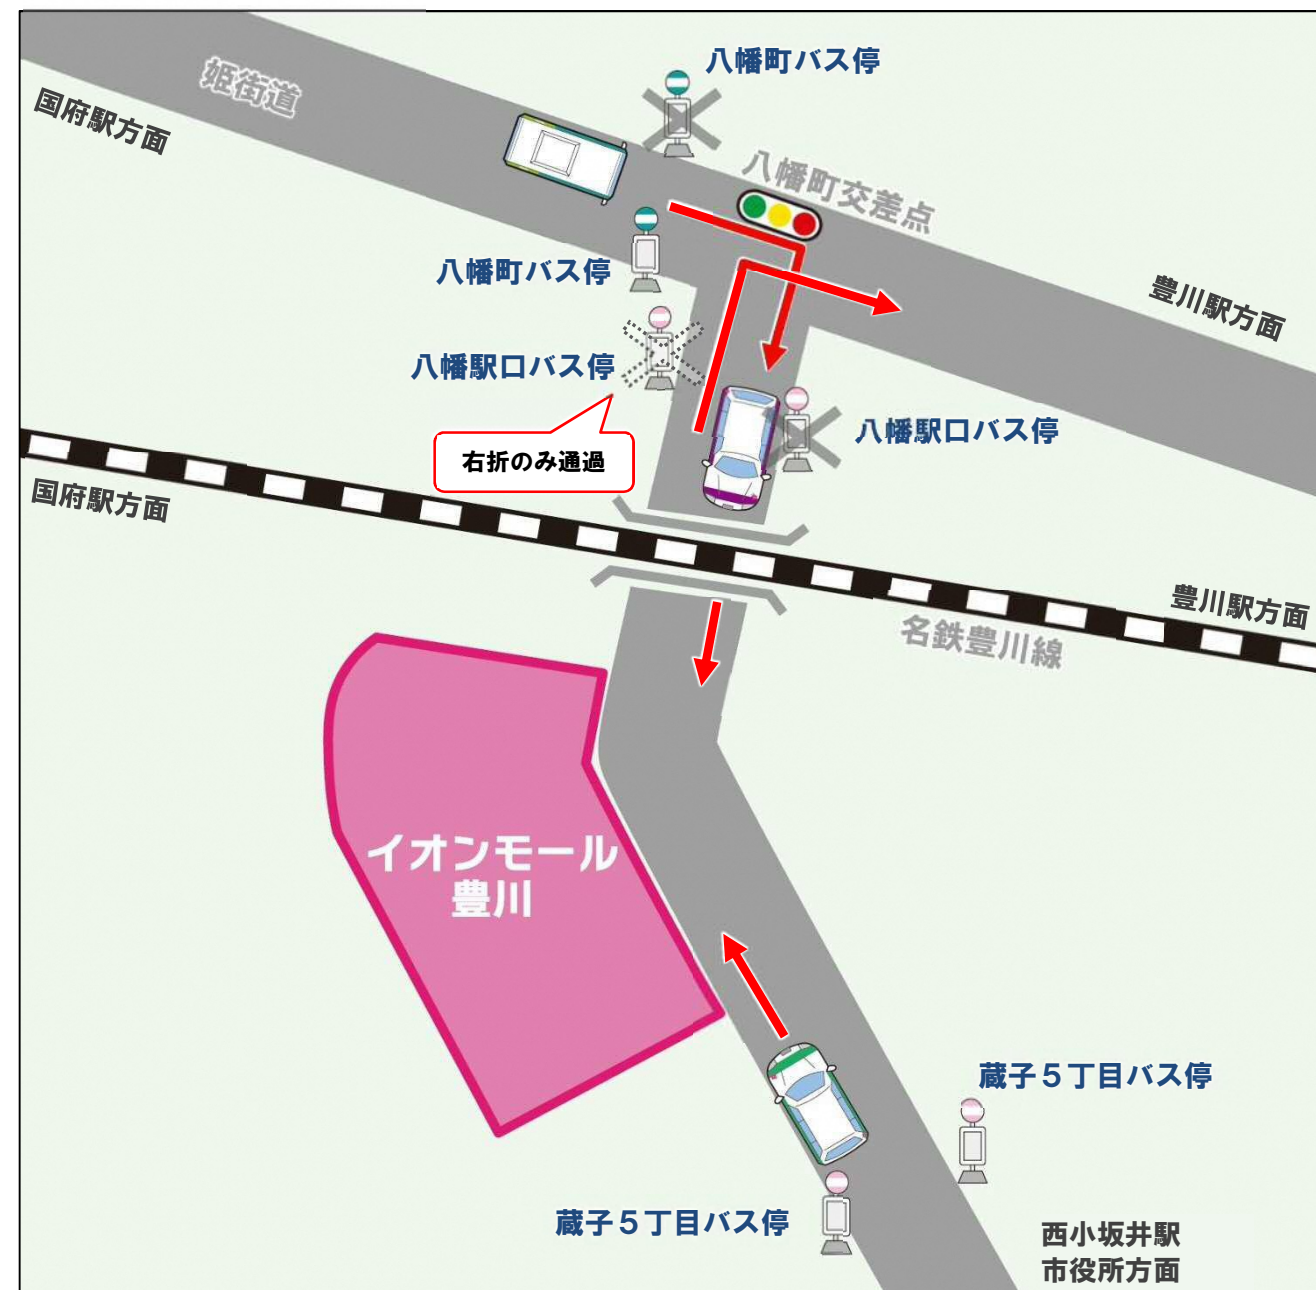 八幡町バス停
姫街道
国府駅方面
八幡町交差点
八幡町バス停
豊川駅方面
八幡駅口バス停
八幡駅口バス停
右折のみ通過
国府駅方面
豊川駅方面
名鉄豊川線
イオンモール
豊川
蔵子5丁目バス停
蔵子5丁目バス停
西小坂井駅
市役所方面